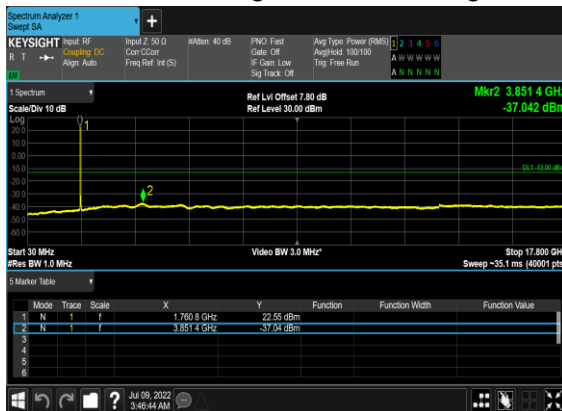 Spectrum Analyzer 1
Swept SA
KEYSIGHT Input: RF Input Z: 50 Ω #Atten: 40 dB PNO: Fast Avg Type: Power (RMS) 1 2 3 4 5 6
R T Coupling: DC Corr CCorr Gate: Off Avg|Hold: 100/100 A W W W W W
Align: Auto Freq Ref: Int (S) IF Gain: Low Trig: Free Run
Sig Track: Off A N N N N N
1 Spectrum
Ref Lvl Offset 7.80 dB Mkr2 3.851 4 GHz
Scale/Div 10 dB Ref Level 30.00 dBm -37.042 dBm
Log
1
20.0
10.0
0.00
-10.0
DL1 -13.00 dBm
-20.0
2
-30.0
-40.0
-50.0
-60.0
Start 30 MHz Video BW 3.0 MHz* Stop 17.800 GHz
#Res BW 1.0 MHz Sweep ~35.1 ms (40001 pts)
5 Marker Table
Mode Trace Scale X Y Function Function Width Function Value
1 N 1 f 1.760 8 GHz 22.55 dBm
2 N 1 f 3.851 4 GHz -37.04 dBm
3
4
5
6
? Jul 09, 2022
3:46:44 AM